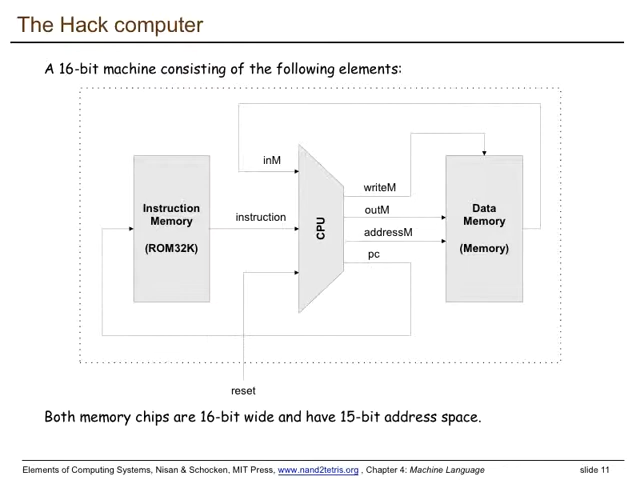 The Hack computer
A 16-bit machine consisting of the following elements:
inM
Instruction
Memory
(ROM32K)
instruction
CPU
writeM
outM
addressM
pc
Data
Memory
(Memory)
reset
Both memory chips are 16-bit wide and have 15-bit address space.
Elements of Computing Systems, Nisan & Schocken, MIT Press, www.nand2tetris.org , Chapter 4: Machine Language slide 11